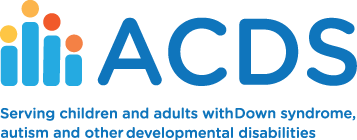 ACDS
Serving children and adults withDown syndrome,
autism and other developmental disabilities